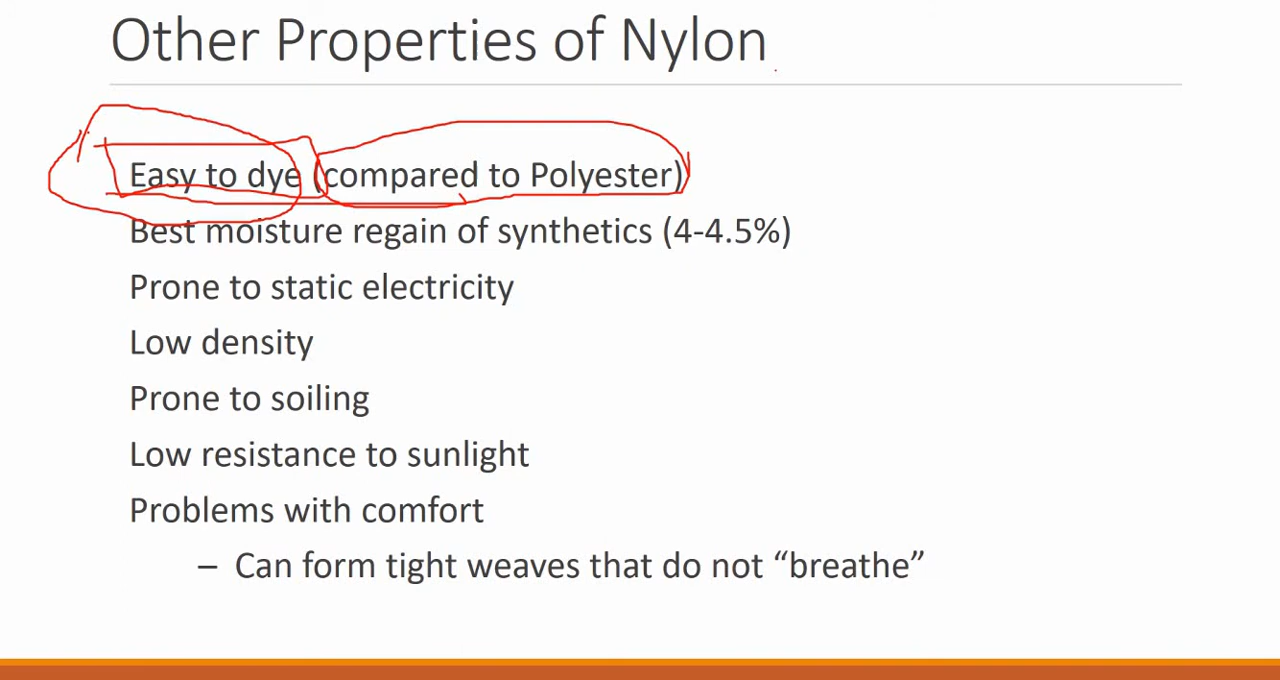 Other Properties of Nylon
Easy to dye (compared to Polyester)
Best moisture regain of synthetics (4-4.5%)
Prone to static electricity
Low density
Prone to soiling
Low resistance to sunlight
Problems with comfort
– Can form tight weaves that do not “breathe”